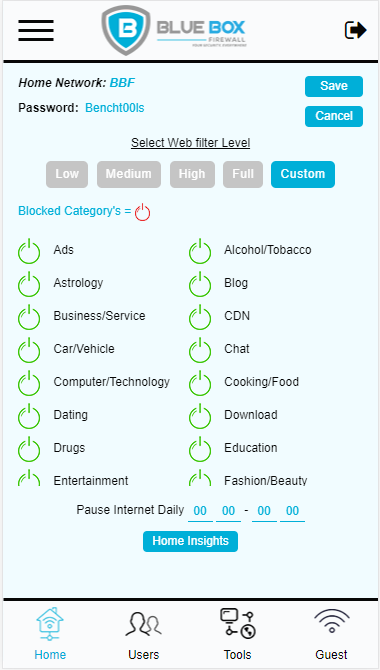 BLUE BOX
FIREWALL
YOUR SECURITY, EVERYWHERE!
Home Network: BBF
Save
Password: Bencht00ls
Cancel
Select Web filter Level
Low Medium High Full Custom
Blocked Category's =
Ads Alcohol/Tobacco
Astrology Blog
Business/Service CDN
Car/Vehicle Chat
Computer/Technology Cooking/Food
Dating Download
Drugs Education
Entertainment Fashion/Beauty
Pause Internet Daily 00 00 - 00 00
Home Insights
Home Users Tools Guest